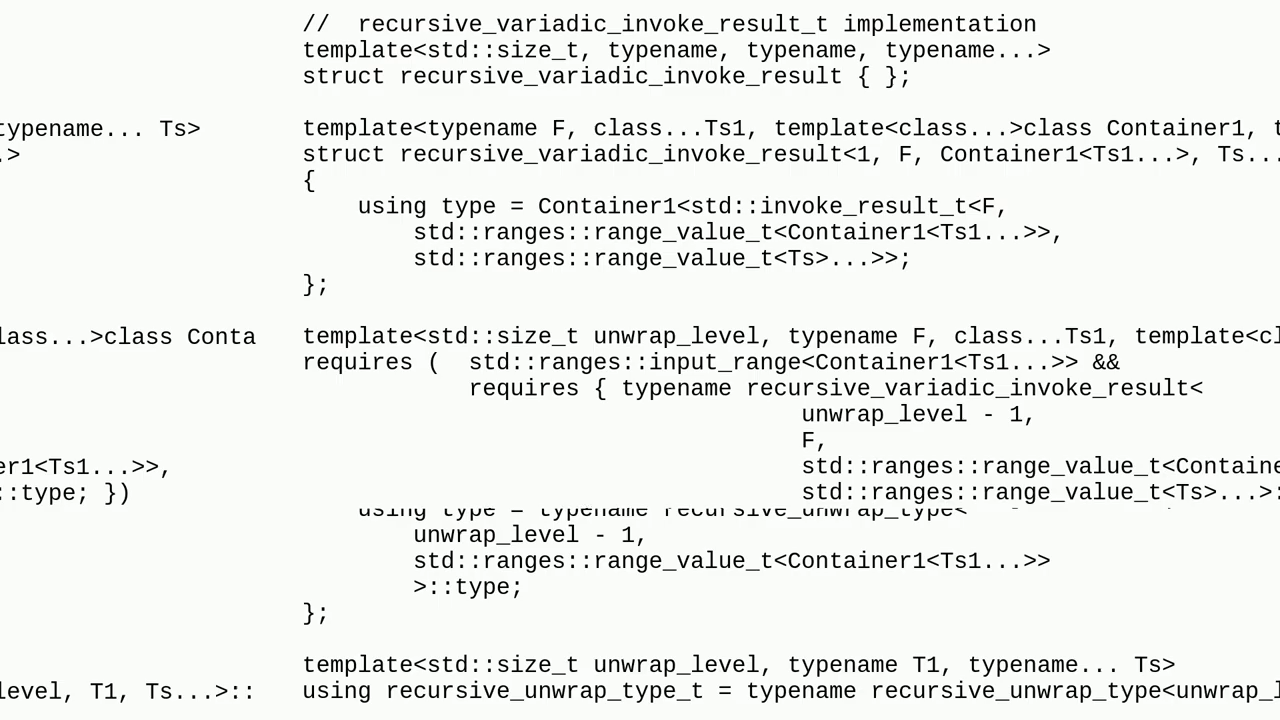 //  recursive_variadic_invoke_result_t implementation
template<std::size_t, typename, typename, typename...>
struct recursive_variadic_invoke_result { };
typename... Ts>
template<typename F, class...Ts1, template<class...>class Container1, t
.>
struct recursive_variadic_invoke_result<1, F, Container1<Ts1...>, Ts...
{
using type = Container1<std::invoke_result_t<F,
std::ranges::range_value_t<Container1<Ts1...>>,
std::ranges::range_value_t<Ts>...>>;
};
lass...>class Conta
template<std::size_t unwrap_level, typename F, class...Ts1, template<cl
requires (  std::ranges::input_range<Container1<Ts1...>> &&
requires { typename recursive_variadic_invoke_result<
unwrap_level - 1,
F,
er1<Ts1...>>,
std::ranges::range_value_t<Containe
::type; })
std::ranges::range_value_t<Ts>...>:
using type = typename recursive_unwrap_type<
unwrap_level - 1,
std::ranges::range_value_t<Container1<Ts1...>>
>::type;
};
template<std::size_t unwrap_level, typename T1, typename... Ts>
level, T1, Ts...>::
using recursive_unwrap_type_t = typename recursive_unwrap_type<unwrap_l